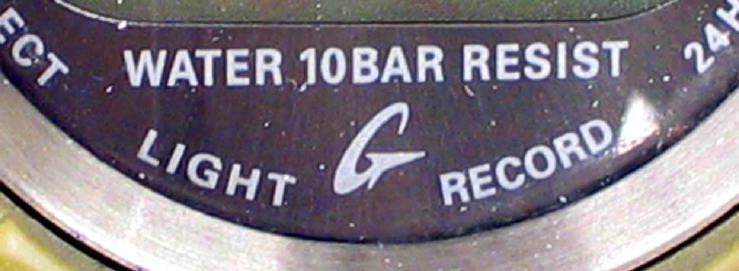 ECT
WATER 10BAR RESIST
24H
LIGHT G RECORD